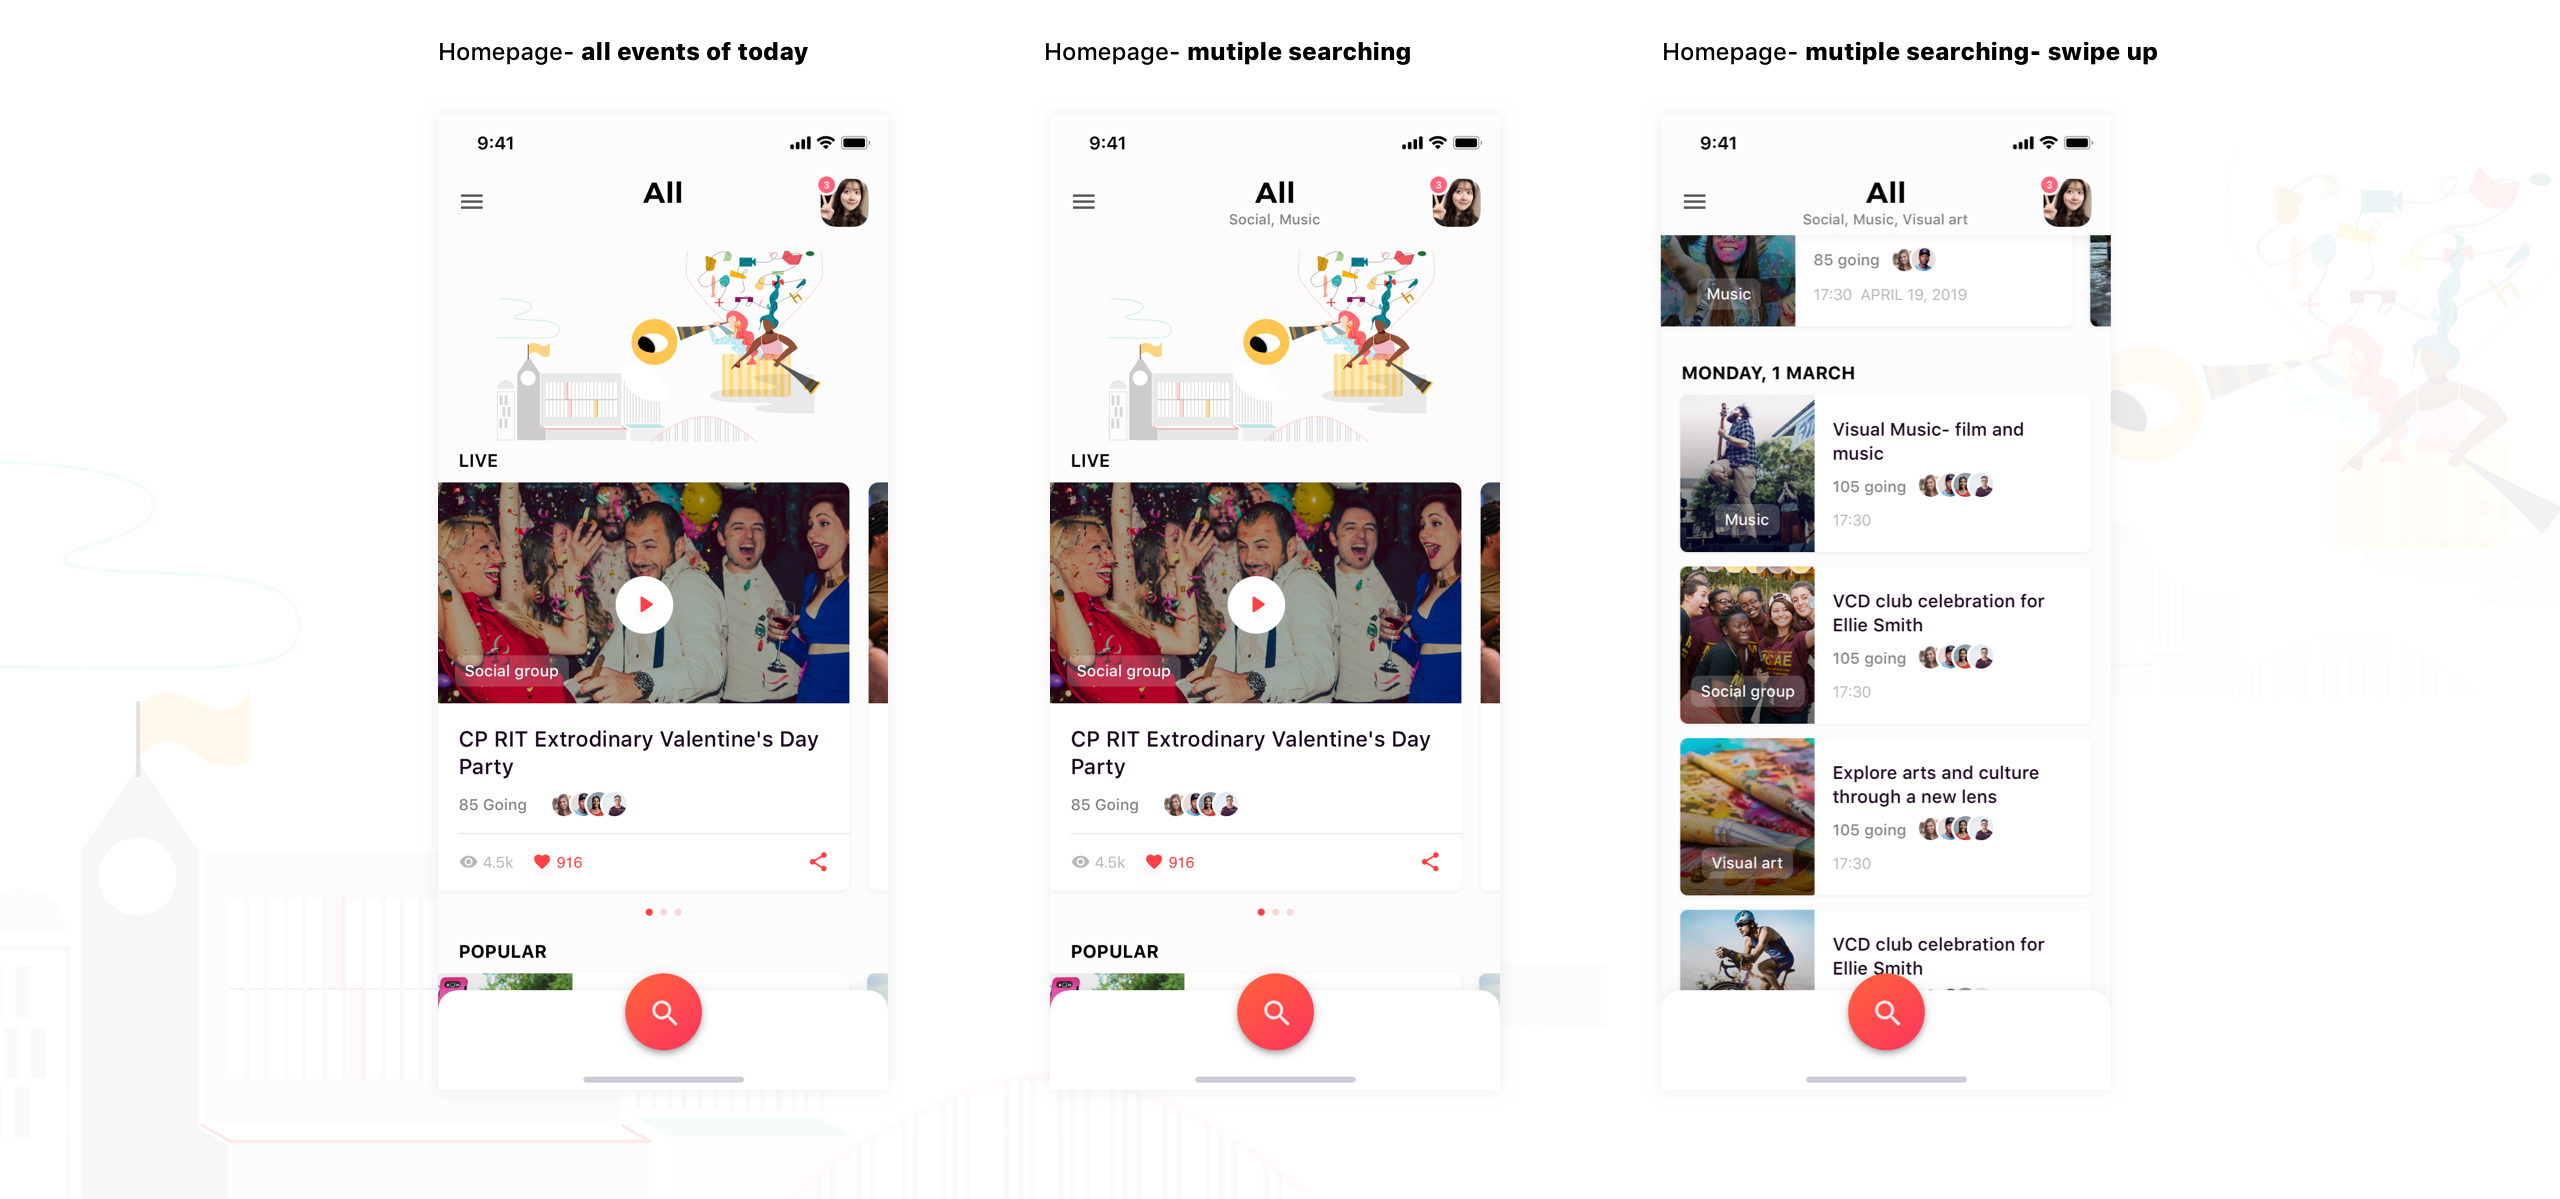 Homepage- all events of today
9:41
All
3
LIVE
Social group
CP RIT Extrodinary Valentine's Day
Party
85 Going
4.5k
916
POPULAR
Homepage- mutiple searching
9:41
All
Social, Music
3
LIVE
Social group
CP RIT Extrodinary Valentine's Day
Party
85 Going
4.5k
916
POPULAR
Homepage- mutiple searching- swipe up
9:41
All
Social, Music, Visual art
3
Music
85 going
17:30 APRIL 19, 2019
MONDAY, 1 MARCH
Music
Visual Music- film and
music
105 going
17:30
Social group
VCD club celebration for
Ellie Smith
105 going
17:30
Visual art
Explore arts and culture
through a new lens
105 going
17:30
VCD club celebration for
Ellie Smith